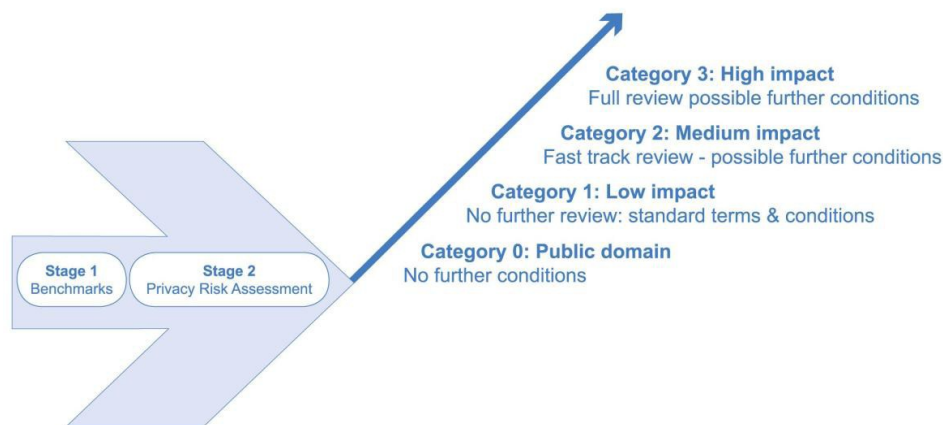 Category 3: High impact
Full review possible further conditions
Category 2: Medium impact
Fast track review - possible further conditions
Category 1: Low impact
No further review: standard terms & conditions
Category 0: Public domain
No further conditions
Stage 1
Benchmarks
Stage 2
Privacy Risk Assessment